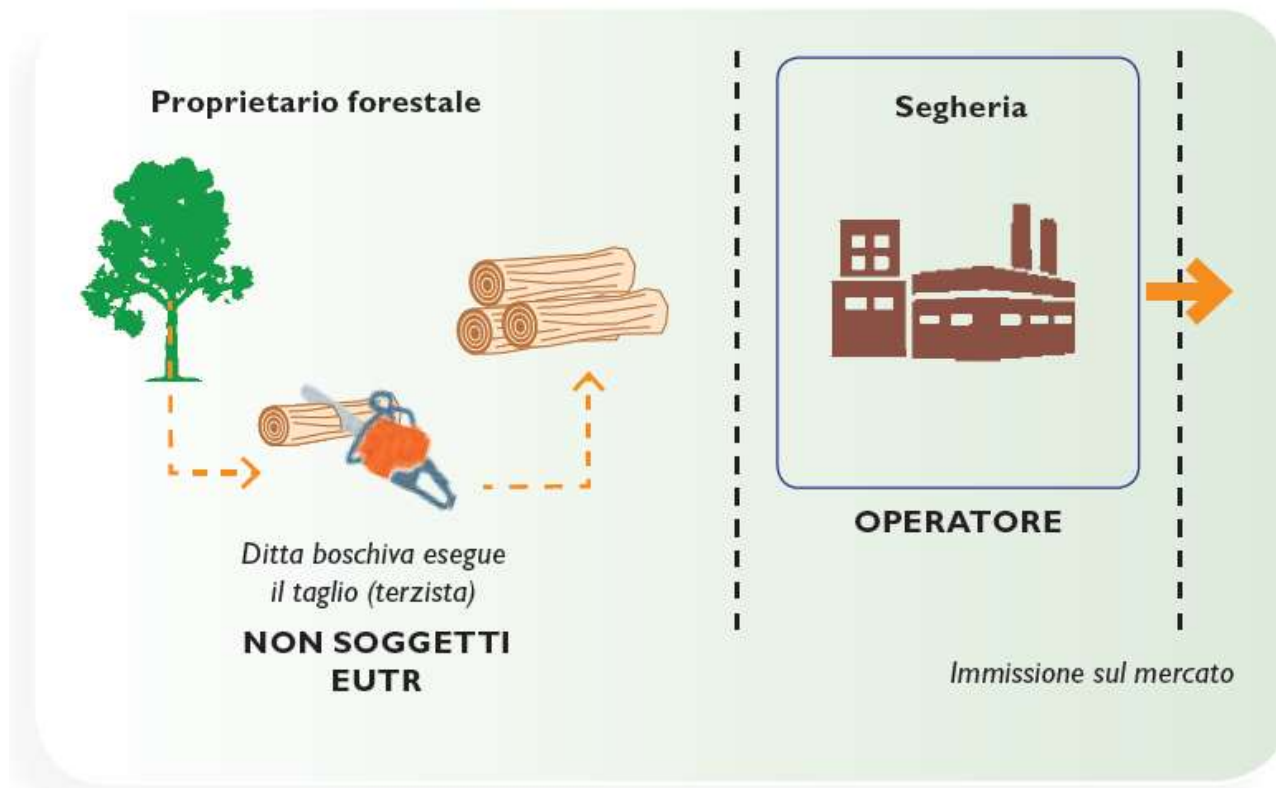 Proprietario forestale
Segheria
Ditta boschiva esegue
il taglio (terzista)
NON SOGGETTI
EUTR
OPERATORE
Immissione sul mercato